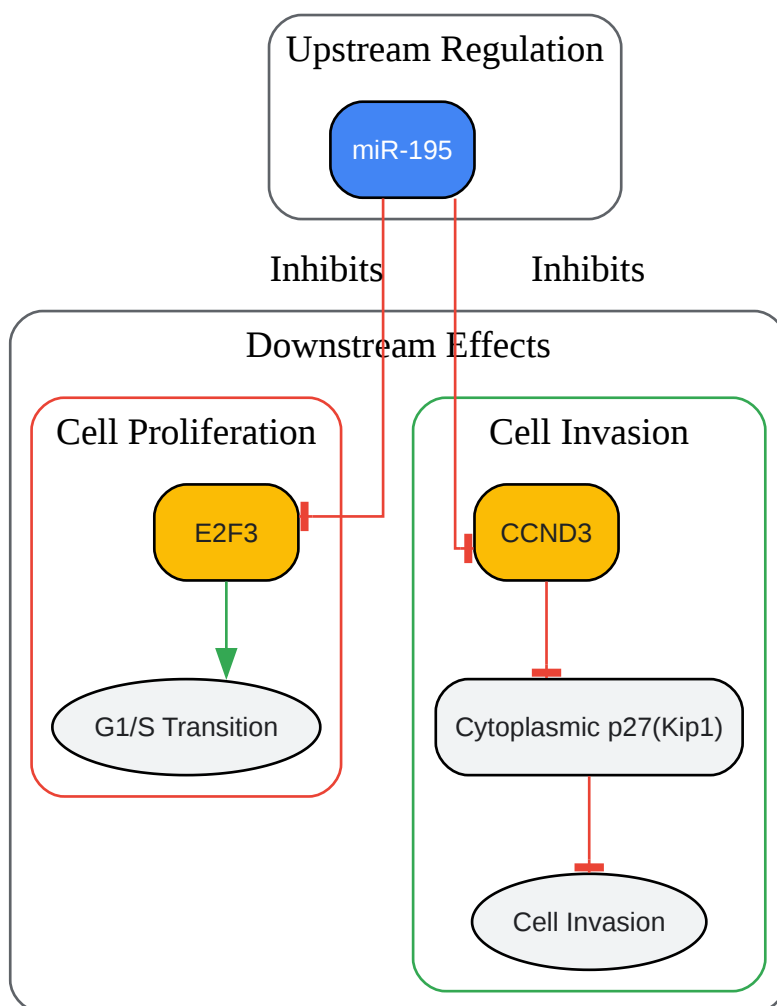 Upstream Regulation
miR-195
Inhibits
Inhibits
Downstream Effects
Cell Proliferation
Cell Invasion
E2F3
CCND3
G1/S Transition
Cytoplasmic p27(Kip1)
Cell Invasion